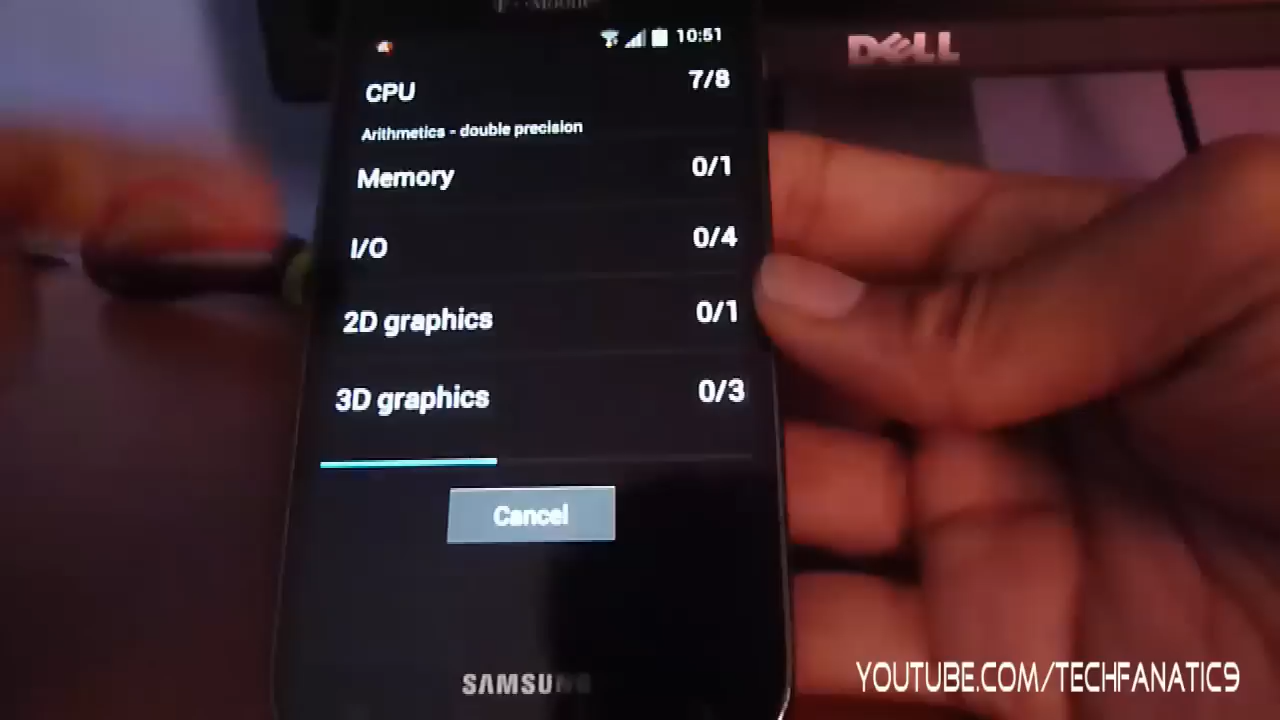 T-Mobile
10:51
DELL
CPU 7/8
Arithmetics - double precision
Memory 0/1
I/O 0/4
2D graphics 0/1
3D graphics 0/3
Cancel
SAMSUNG
YOUTUBE.COM/TECHFANATIC9